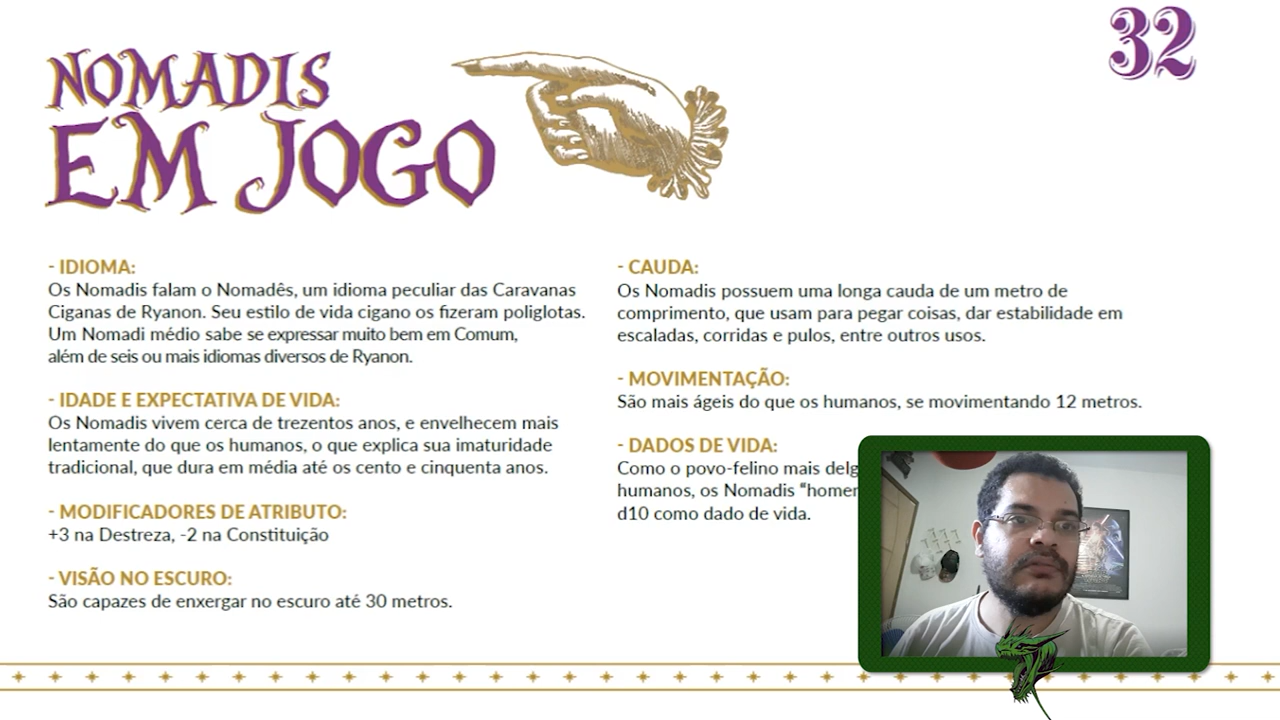 NOMADIS
EM JOGO
32
- IDIOMA:
Os Nomadis falam o Nomadês, um idioma peculiar das Caravanas
Ciganas de Ryanon. Seu estilo de vida cigano os fizeram poliglotas.
Um Nomadi médio sabe se expressar muito bem em Comum,
além de seis ou mais idiomas diversos de Ryanon.
- IDADE E EXPECTATIVA DE VIDA:
Os Nomadis vivem cerca de trezentos anos, e envelhecem mais
lentamente do que os humanos, o que explica sua imaturidade
tradicional, que dura em média até os cento e cinquenta anos.
- MODIFICADORES DE ATRIBUTO:
+3 na Destreza, -2 na Constituição
- VISÃO NO ESCURO:
São capazes de enxergar no escuro até 30 metros.
- CAUDA:
Os Nomadis possuem uma longa cauda de um metro de
comprimento, que usam para pegar coisas, dar estabilidade em
escaladas, corridas e pulos, entre outros usos.
- MOVIMENTAÇÃO:
São mais ágeis do que os humanos, se movimentando 12 metros.
- DADOS DE VIDA:
Como o povo-felino mais
humanos, os Nomadis
d10 como dado de vida.